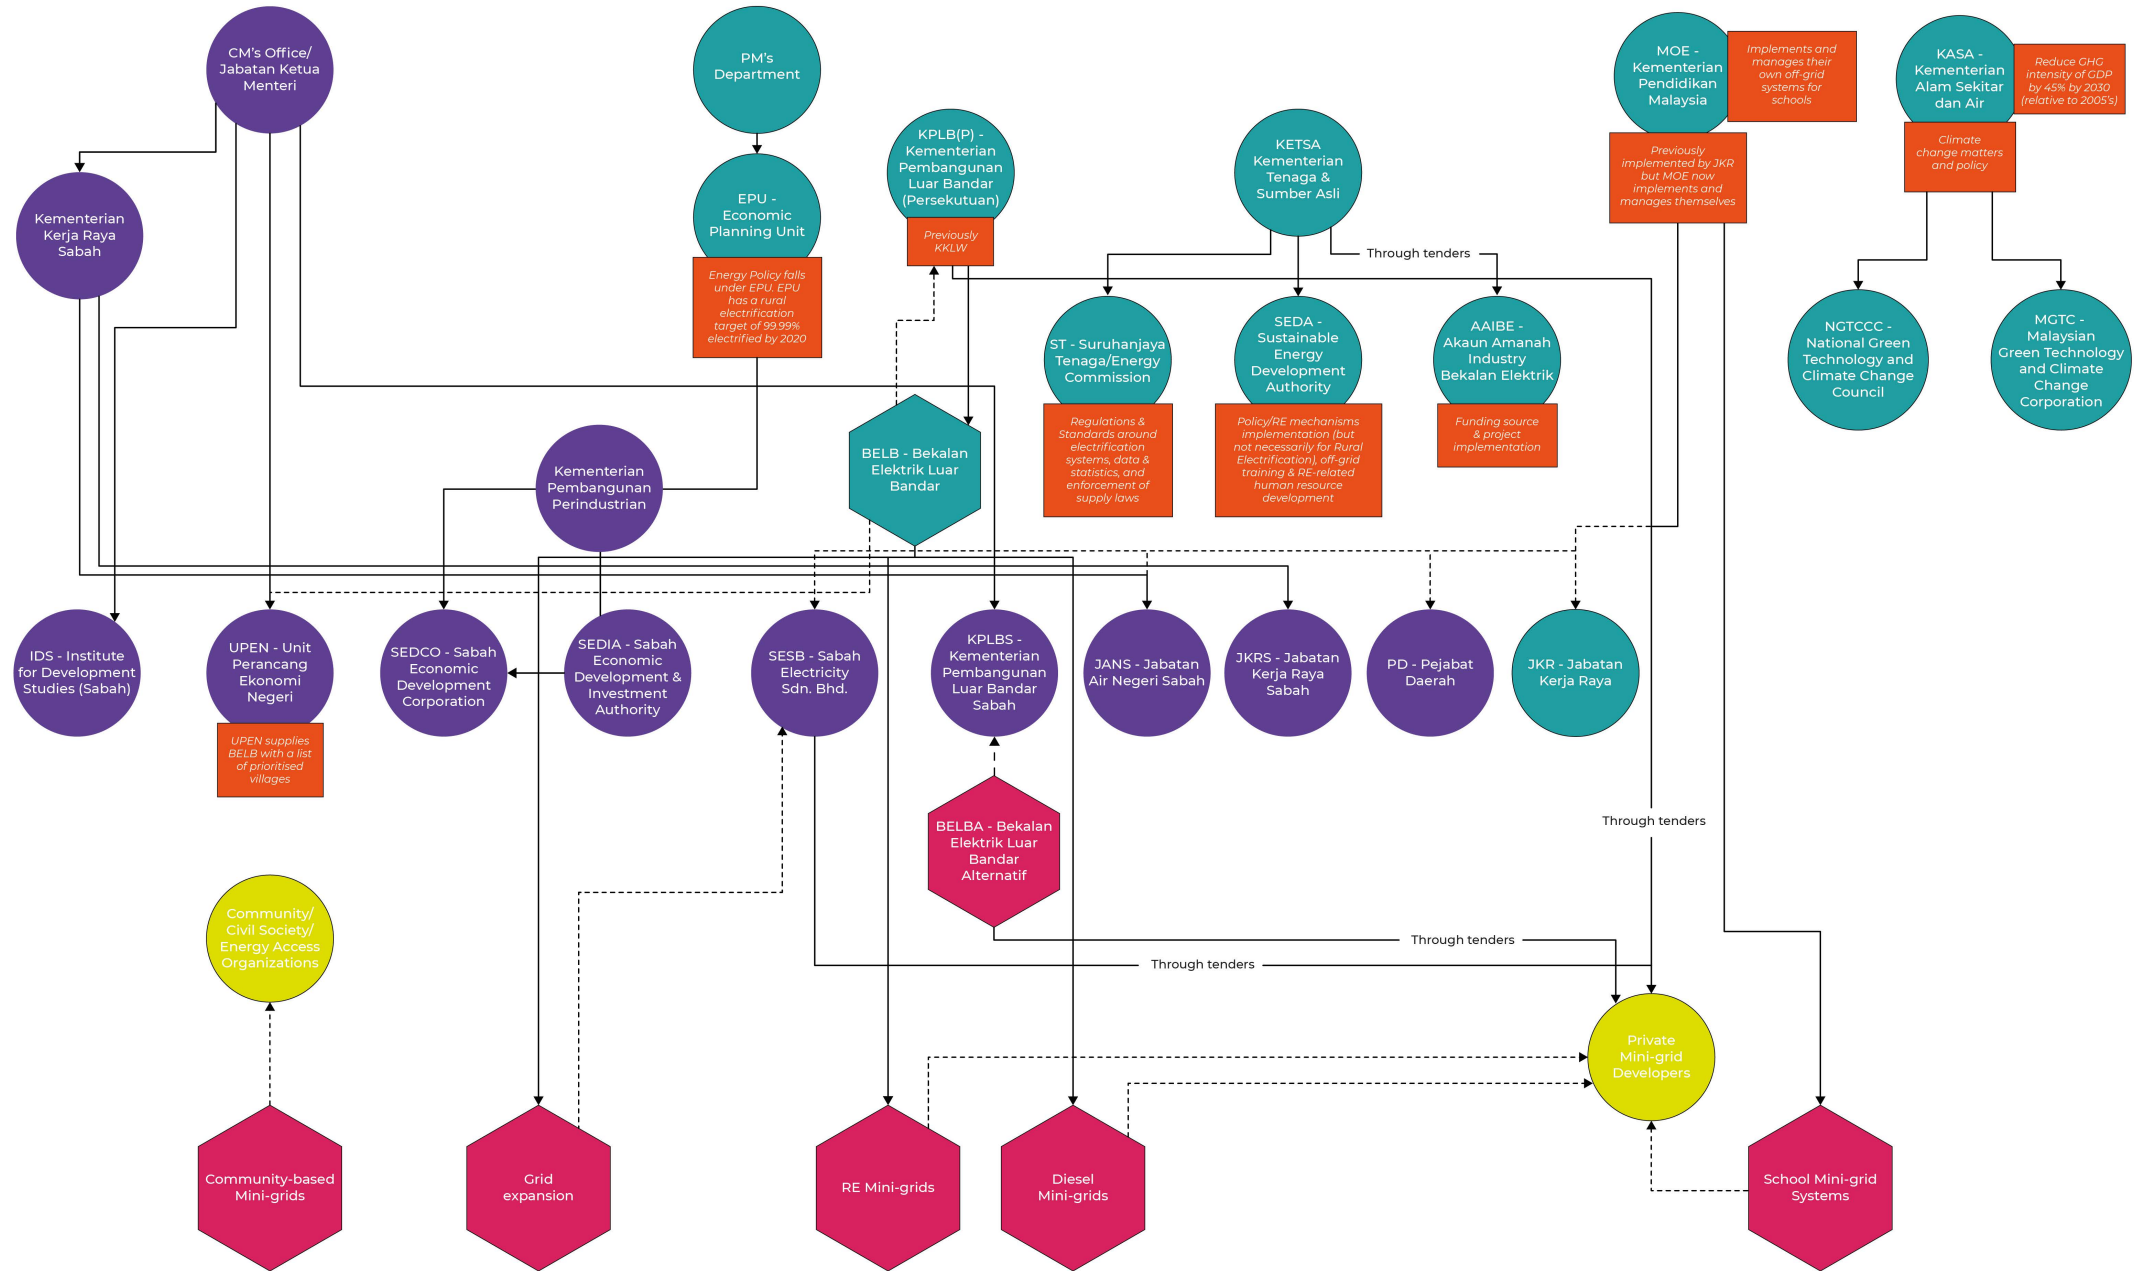 CM's Office/
Jabatan Ketua
Menteri
PM's
Department
MOE -
Kementerian
Pendidikan
Malaysia
Implements and
manages their
own off-grid
systems for
schools
KASA -
Kementerian
Alam Sekitar
dan Air
Reduce GHG
intensity of GDP
by 45% by 2030
(relative to 2005's)
KPLB(P) -
Kementerian
Pembangunan
Luar Bandar
(Persekutuan)
Previously
KKLW
KETSA
Kementerian
Tenaga &
Sumber Asli
Previously
implemented by JKR
but MOE now
implements and
manages themselves
Climate
change matters
and policy
Kementerian
Kerja Raya
Sabah
EPU -
Economic
Planning Unit
Energy Policy falls
under EPU. EPU
has a rural
electrification
target of 99.99%
electrified by 2020
Through tenders
ST - Suruhanjaya
Tenaga/Energy
Commission
Regulations &
Standards around
electrification
systems, data &
statistics, and
enforcement of
supply laws
SEDA -
Sustainable
Energy
Development
Authority
Policy/RE mechanisms
implementation (but
not necessarily for Rural
Electrification), off-grid
training & RE-related
human resource
development
AAIBE -
Akaun Amanah
Industry
Bekalan Elektrik
Funding source
& project
implementation
NGTCCC -
National Green
Technology and
Climate Change
Council
MGTC -
Malaysian
Green Technology
and Climate
Change
Corporation
Kementerian
Pembangunan
Perindustrian
BELB - Bekalan
Elektrik Luar
Bandar
IDS - Institute
for Development
Studies (Sabah)
UPEN - Unit
Perancang
Ekonomi
Negeri
UPEN supplies
BELB with a list
of prioritised
villages
SEDCO - Sabah
Economic
Development
Corporation
SEDIA - Sabah
Economic
Development &
Investment
Authority
SESB - Sabah
Electricity
Sdn. Bhd.
KPLBS -
Kementerian
Pembangunan
Luar Bandar
Sabah
JANS - Jabatan
Air Negeri Sabah
JKRS - Jabatan
Kerja Raya
Sabah
PD - Pejabat
Daerah
JKR - Jabatan
Kerja Raya
BELBA - Bekalan
Elektrik Luar
Bandar
Alternatif
Through tenders
Through tenders
Through tenders
Community/
Civil Society/
Energy Access
Organizations
Private
Mini-grid
Developers
Community-based
Mini-grids
Grid
expansion
RE Mini-grids
Diesel
Mini-grids
School Mini-grid
Systems